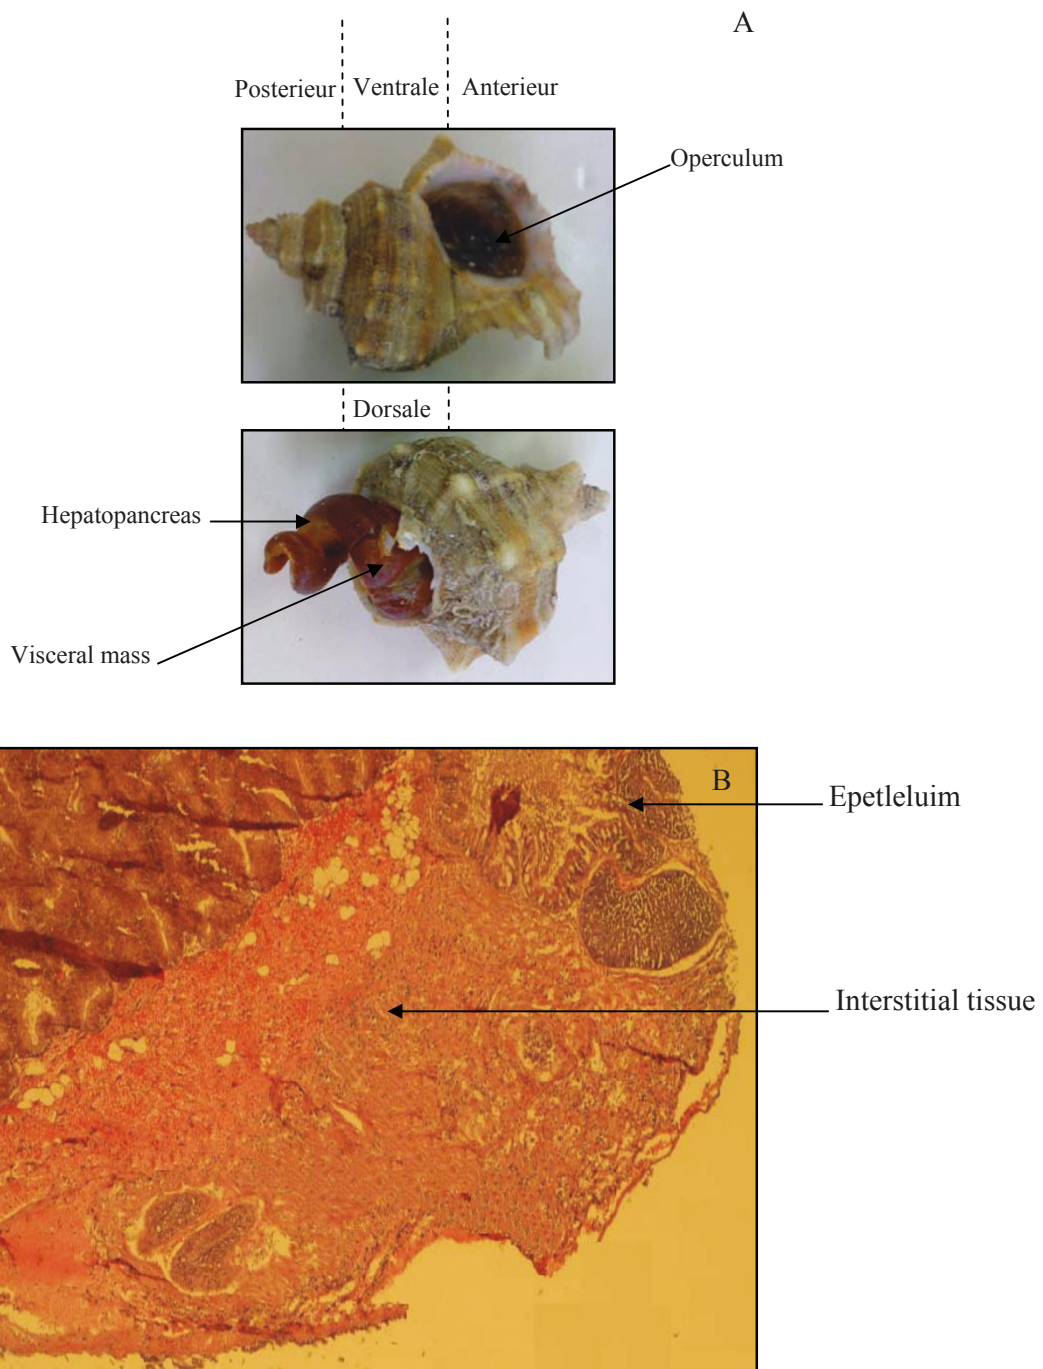 A
Posterieur Ventrale Anterieur
Operculum
Dorsale
Hepatopancreas
Visceral mass
B
Epetleluim
Interstitial tissue